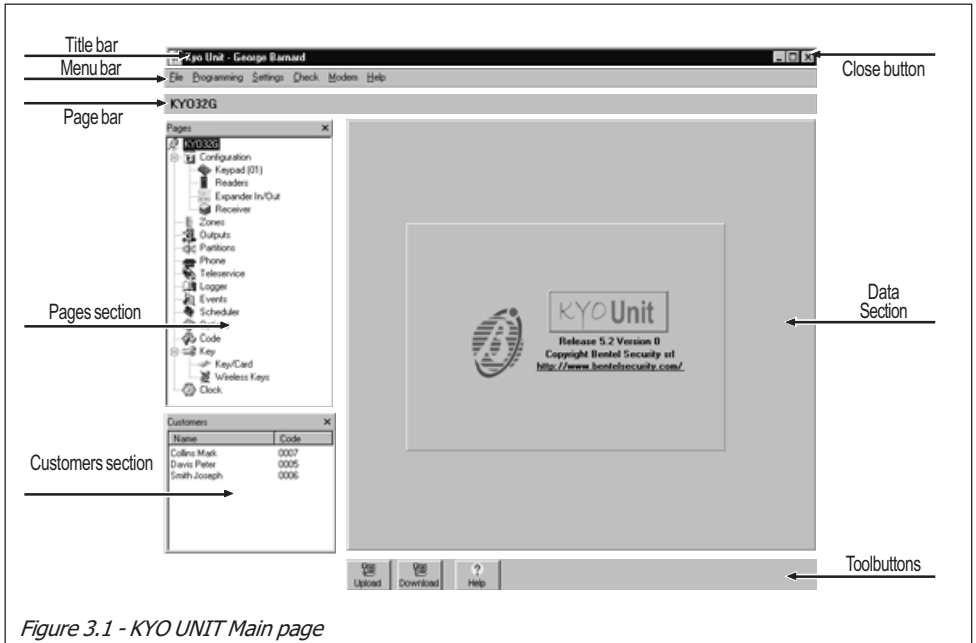 Title bar
Kyo Unit - George Barnard
Menu bar
File Programming Settings Check Modem Help
Close button
KYO32G
Page bar
Pages
KYO32G
Configuration
Keypad (01)
Readers
Expander In/Out
Receiver
Zones
Outputs
Partitions
Phone
Teleservice
Logger
Events
Scheduler
Code
Key
Key/Card
Wireless Keys
Clock
Pages section
KYO Unit
Release 5.2 Version 0
Copyright Bentel Security srl
http://www.bentelsecurity.com/
Data
Section
Customers
Name Code
Collins Mark 0007
Davis Peter 0005
Smith Joseph 0006
Customers section
Upload Download ? Help
Toolbuttons
Figure 3.1 - KYO UNIT Main page